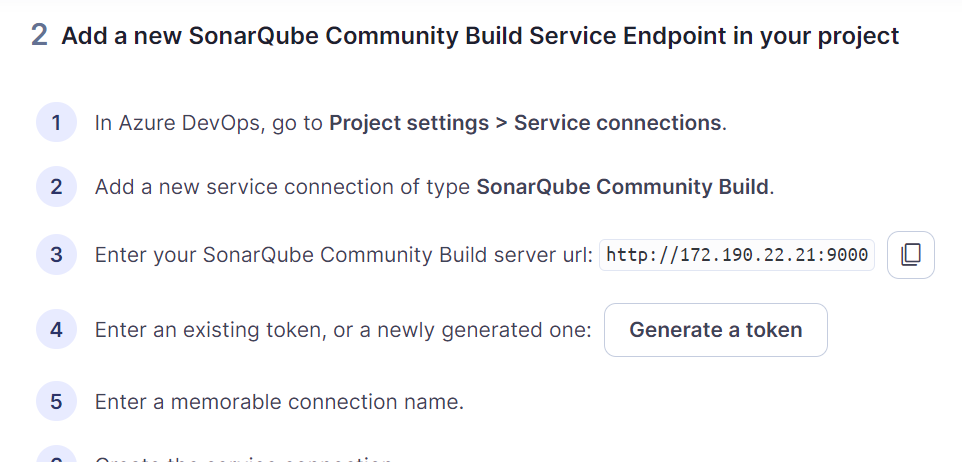 2 Add a new SonarQube Community Build Service Endpoint in your project
1 In Azure DevOps, go to Project settings > Service connections.
2 Add a new service connection of type SonarQube Community Build.
3 Enter your SonarQube Community Build server url: http://172.190.22.21:9000
4 Enter an existing token, or a newly generated one: Generate a token
5 Enter a memorable connection name.